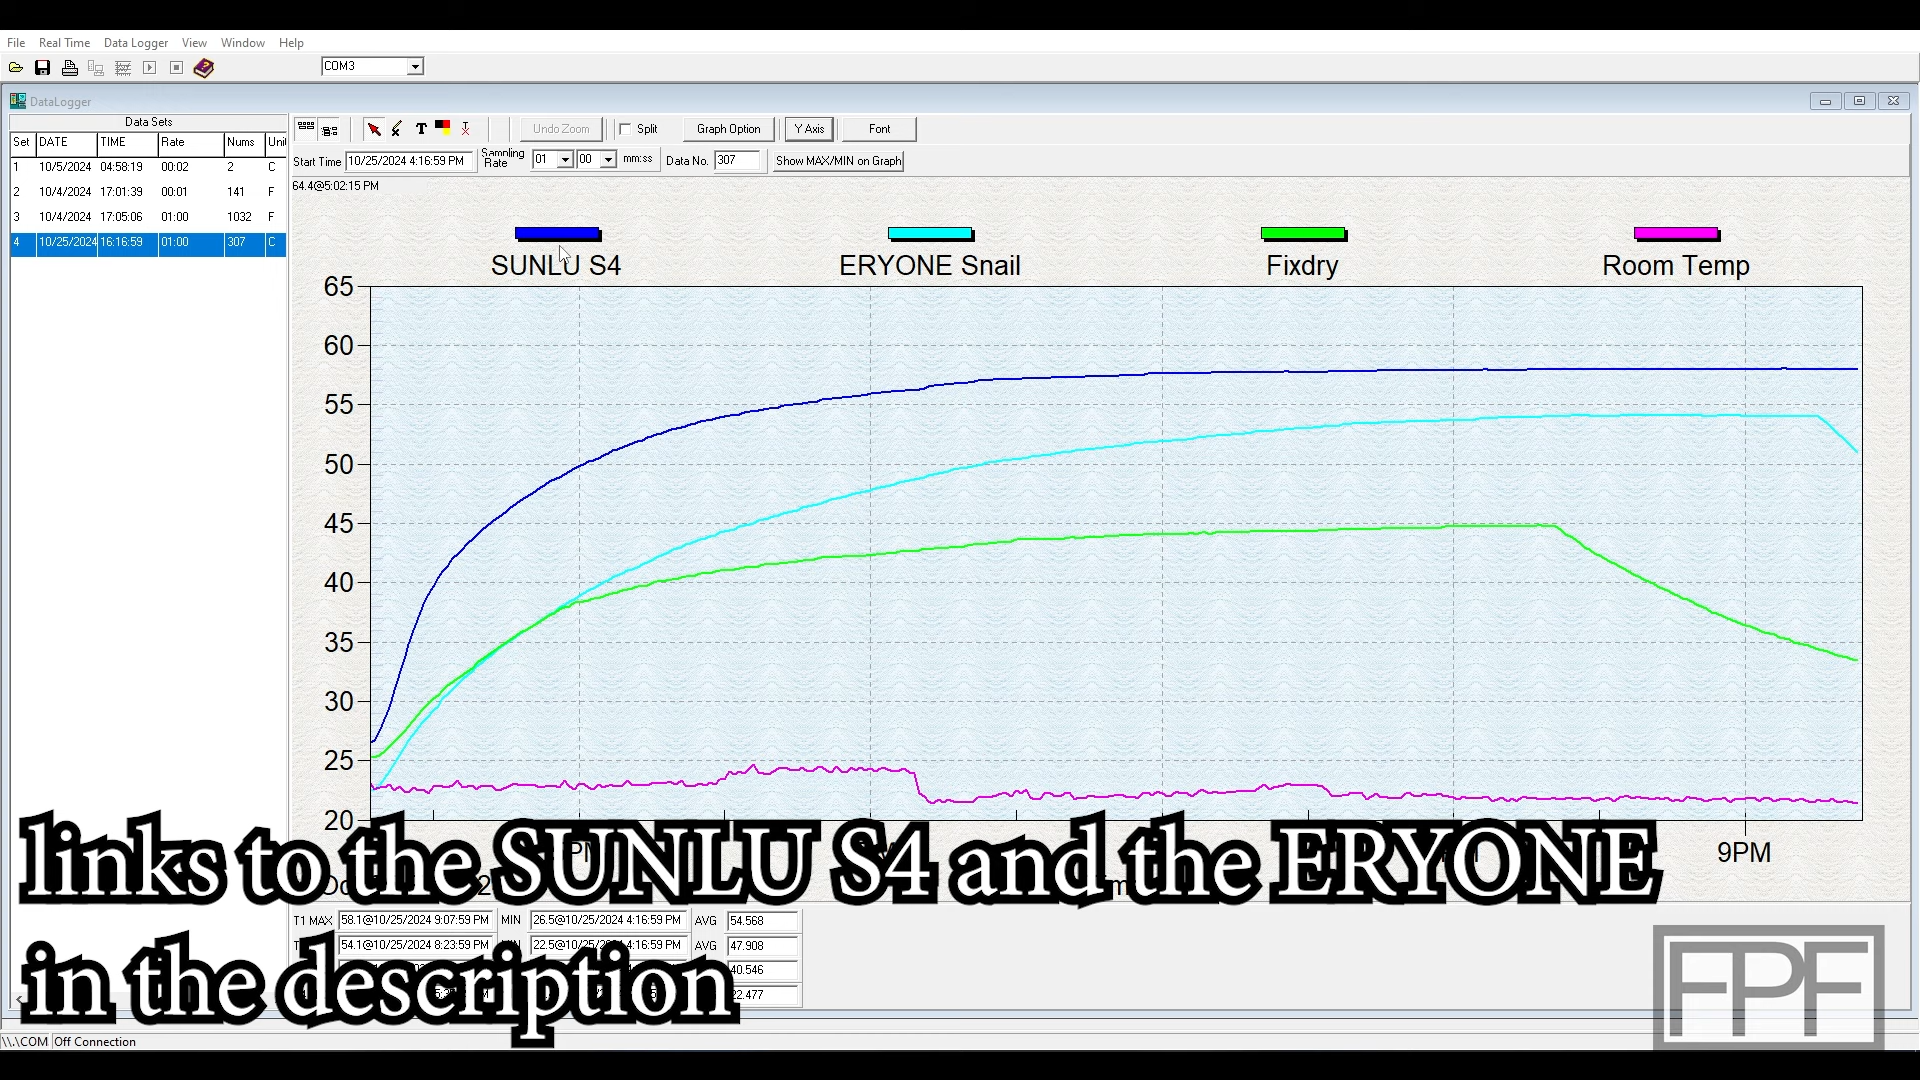 File Real Time Data Logger View Window Help
COM3
DataLogger
Data Sets
Set DATE TIME Rate Nums Uni
1 10/5/2024 04:58:19 00:02 2 C
2 10/4/2024 17:01:39 00:01 141 F
3 10/4/2024 17:05:06 01:00 1032 F
4 10/25/2024 16:16:59 01:00 307 C
T Undo Zoom Split Graph Option Y Axis Font
Start Time 10/25/2024 4:16:59 PM Sampling Rate 01 00 mm:ss Data No. 307 Show MAX/MIN on Graph
64.4@5:02:15 PM
SUNLU S4 ERYONE Snail Fixdry Room Temp
65
60
55
50
45
40
35
30
25
20
9PM
links to the SUNLU S4 and the ERYONE
in the description
T1 MAX 58.1@10/25/2024 9:07:59 PM MIN 26.5@10/25/2024 4:16:59 PM AVG 54.568
54.1@10/25/2024 8:23:59 PM 22.5@10/25/2024 4:16:59 PM AVG 47.908
40.546
22.477
FPF
\\.\COM Off Connection